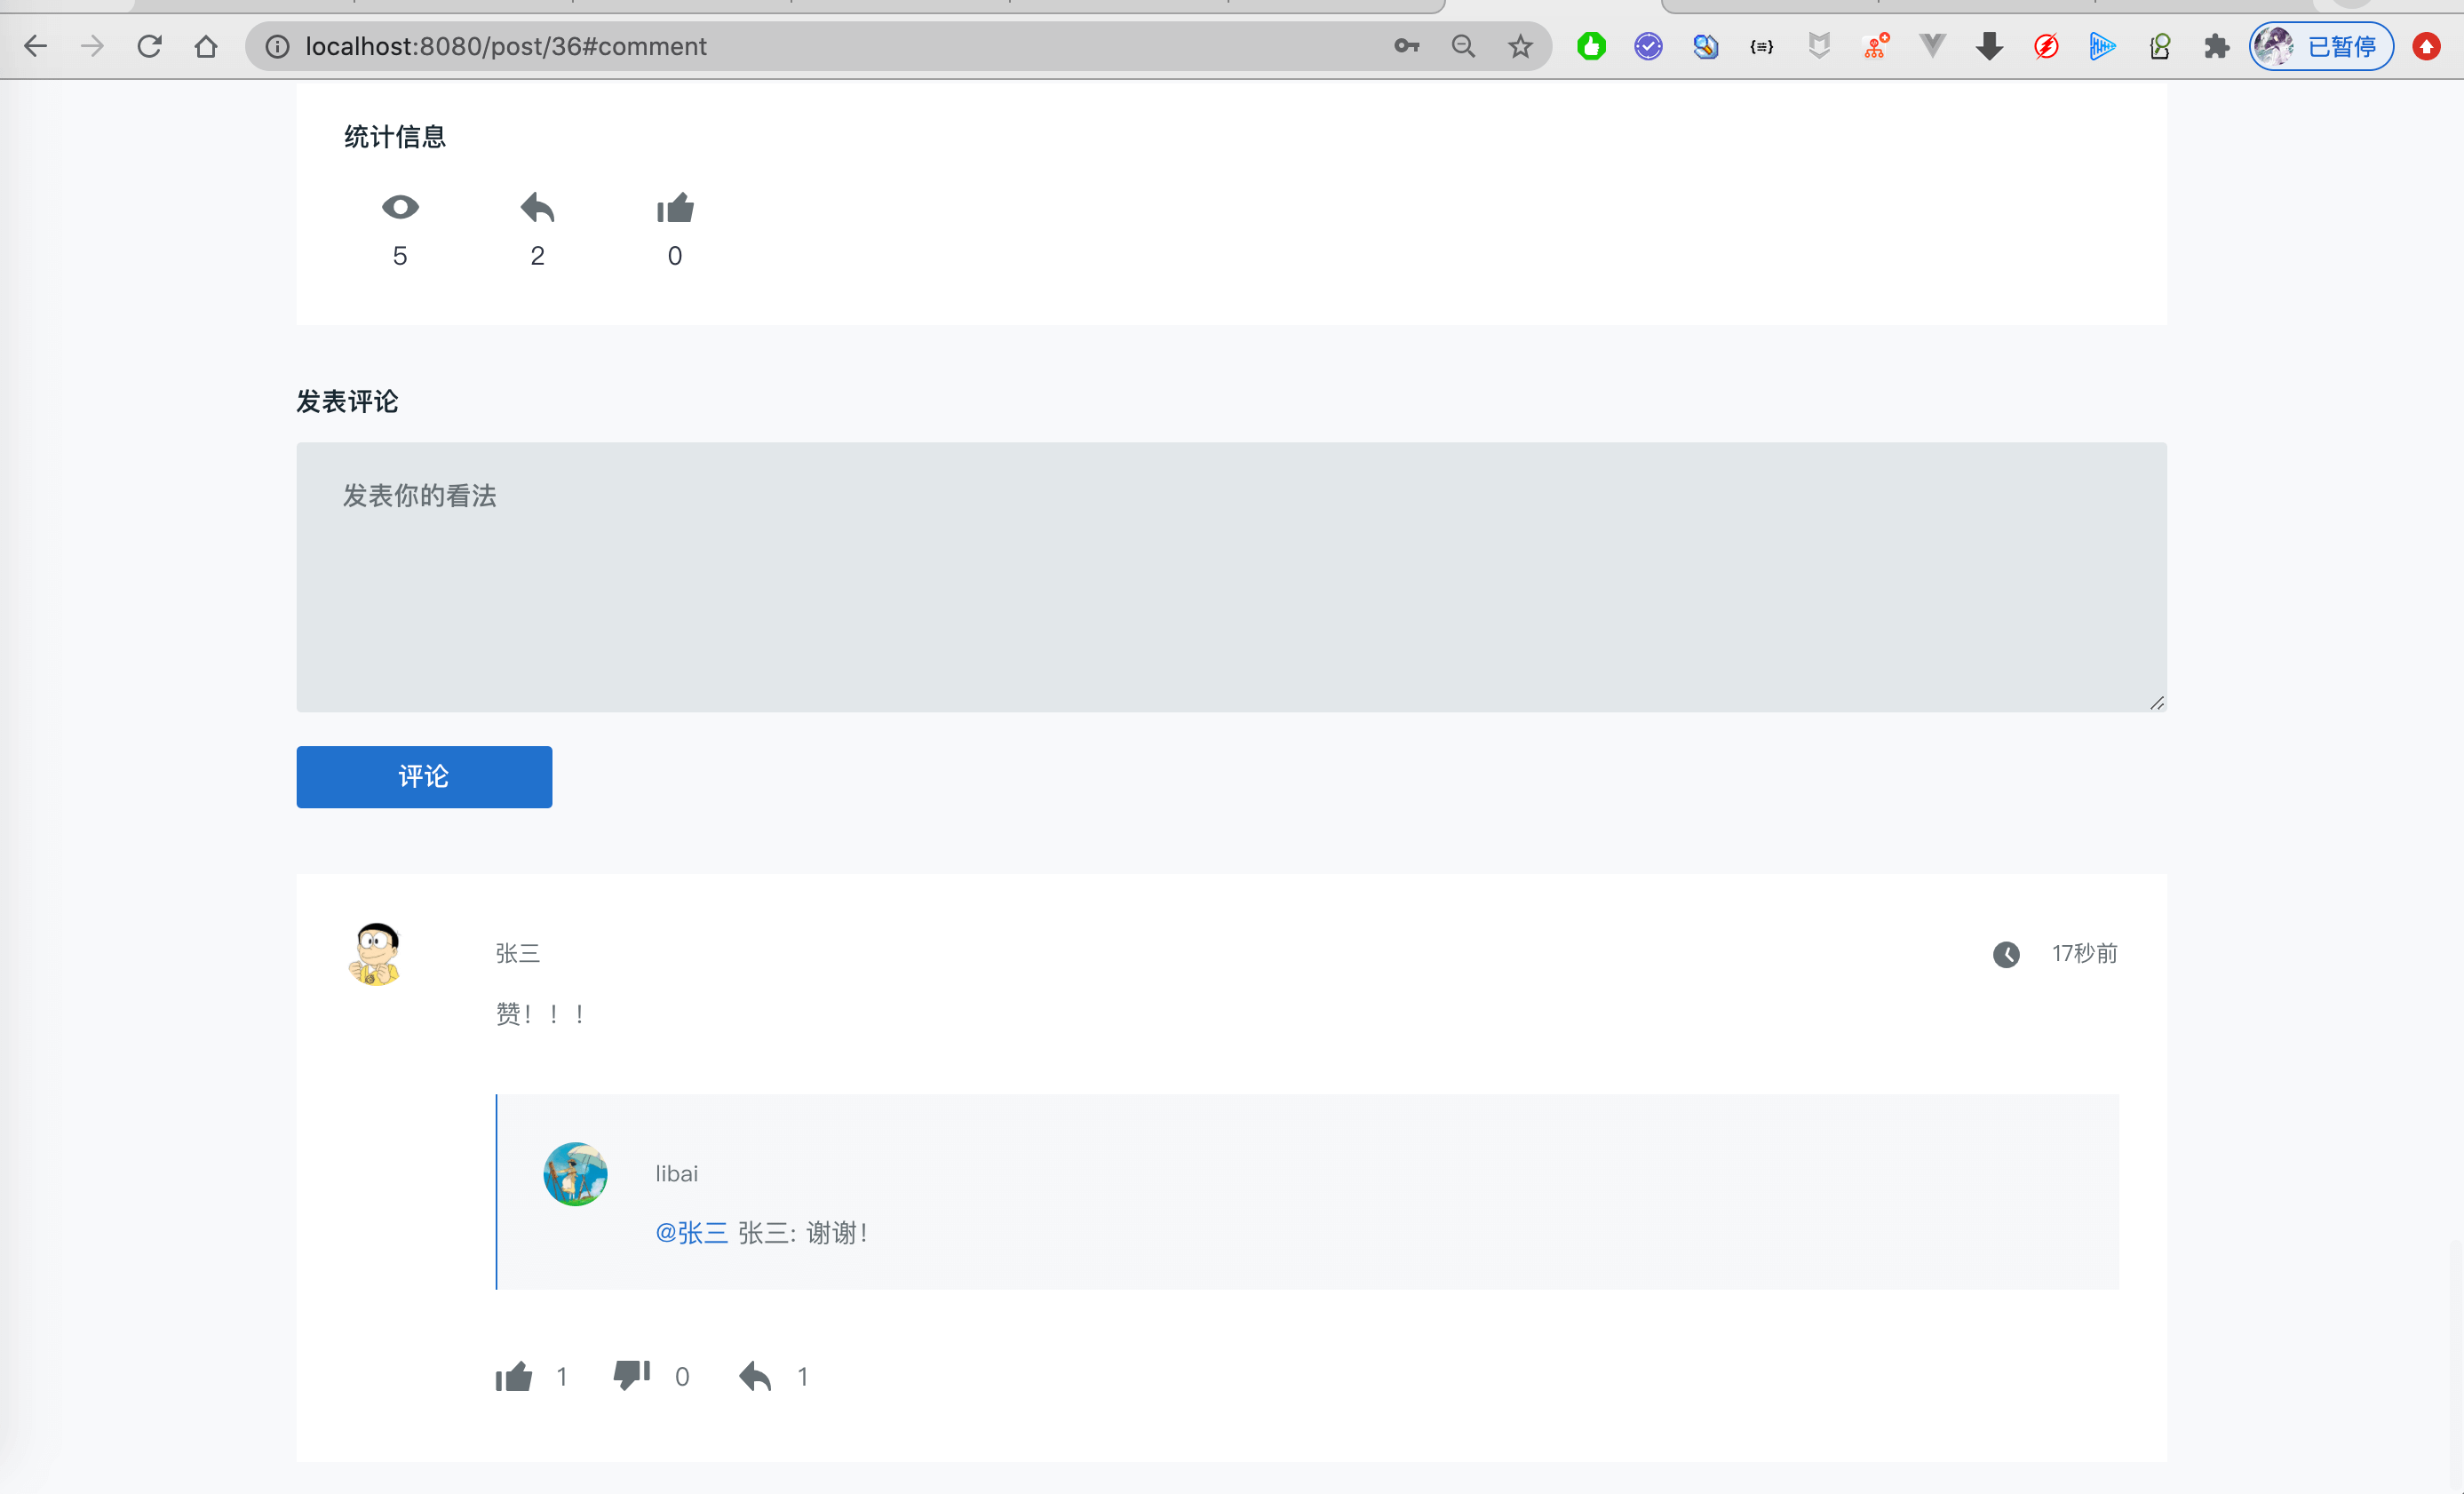 localhost:8080/post/36#comment
已暂停
统计信息
5 2 0
发表评论
发表你的看法
评论
张三 17秒前
赞！！！
libai
@张三 张三: 谢谢！
1 0 1